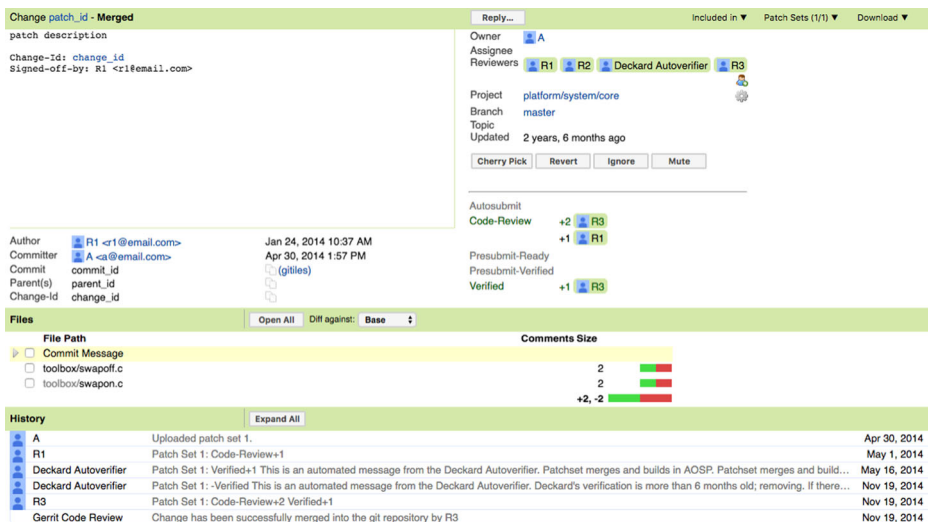 Change patch_id - Merged
Reply...
Included in ▼
Patch Sets (1/1) ▼
Download ▼
patch description
Change-Id: change_id
Signed-off-by: R1 <r1@email.com>
Owner A
Assignee
Reviewers R1 R2 Deckard Autoverifier R3
Project platform/system/core
Branch master
Topic
Updated 2 years, 6 months ago
Cherry Pick Revert Ignore Mute
Autosubmit
Code-Review +2 R3
+1 R1
Presubmit-Ready
Presubmit-Verified
Verified +1 R3
Author R1 <r1@email.com> Jan 24, 2014 10:37 AM
Committer A <a@email.com> Apr 30, 2014 1:57 PM
Commit commit_id (gitiles)
Parent(s) parent_id
Change-Id change_id
Files Open All Diff against: Base
File Path Comments Size
Commit Message
toolbox/swapoff.c 2
toolbox/swapon.c 2
+2, -2
History Expand All
A Uploaded patch set 1. Apr 30, 2014
R1 Patch Set 1: Code-Review+1 May 1, 2014
Deckard Autoverifier Patch Set 1: Verified+1 This is an automated message from the Deckard Autoverifier. Patchset merges and builds in AOSP. Patchset merges and build... May 16, 2014
Deckard Autoverifier Patch Set 1: -Verified This is an automated message from the Deckard Autoverifier. Deckard's verification is more than 6 months old; removing. If there... Nov 19, 2014
R3 Patch Set 1: Code-Review+2 Verified+1 Nov 19, 2014
Gerrit Code Review Change has been successfully merged into the git repository by R3 Nov 19, 2014